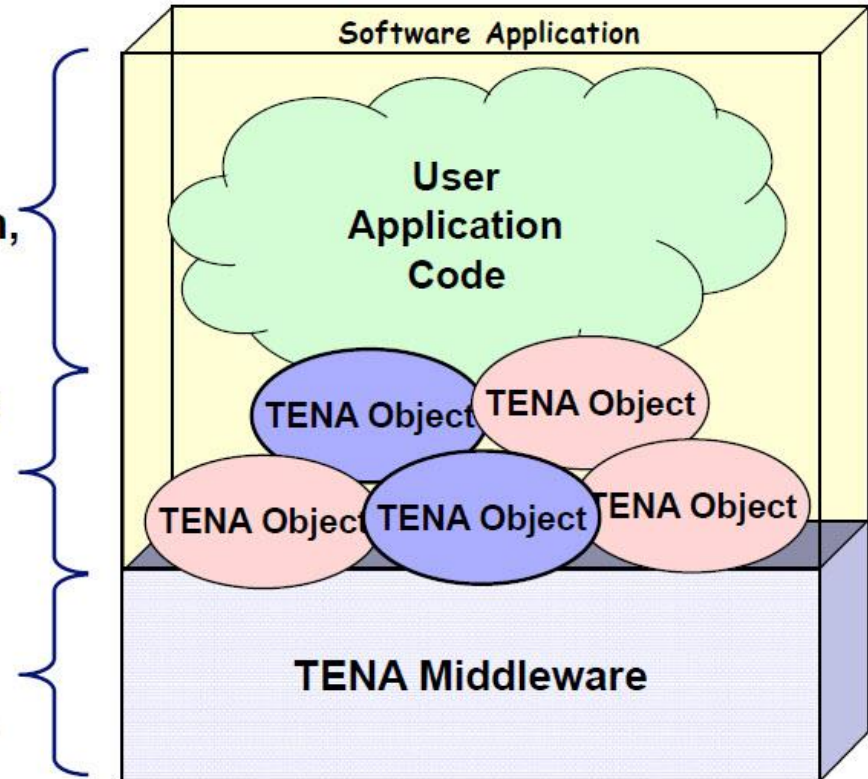 Software Application
User
Application
Code
TENA Object
TENA Object
TENA Object
TENA Object
TENA Object
TENA Middleware